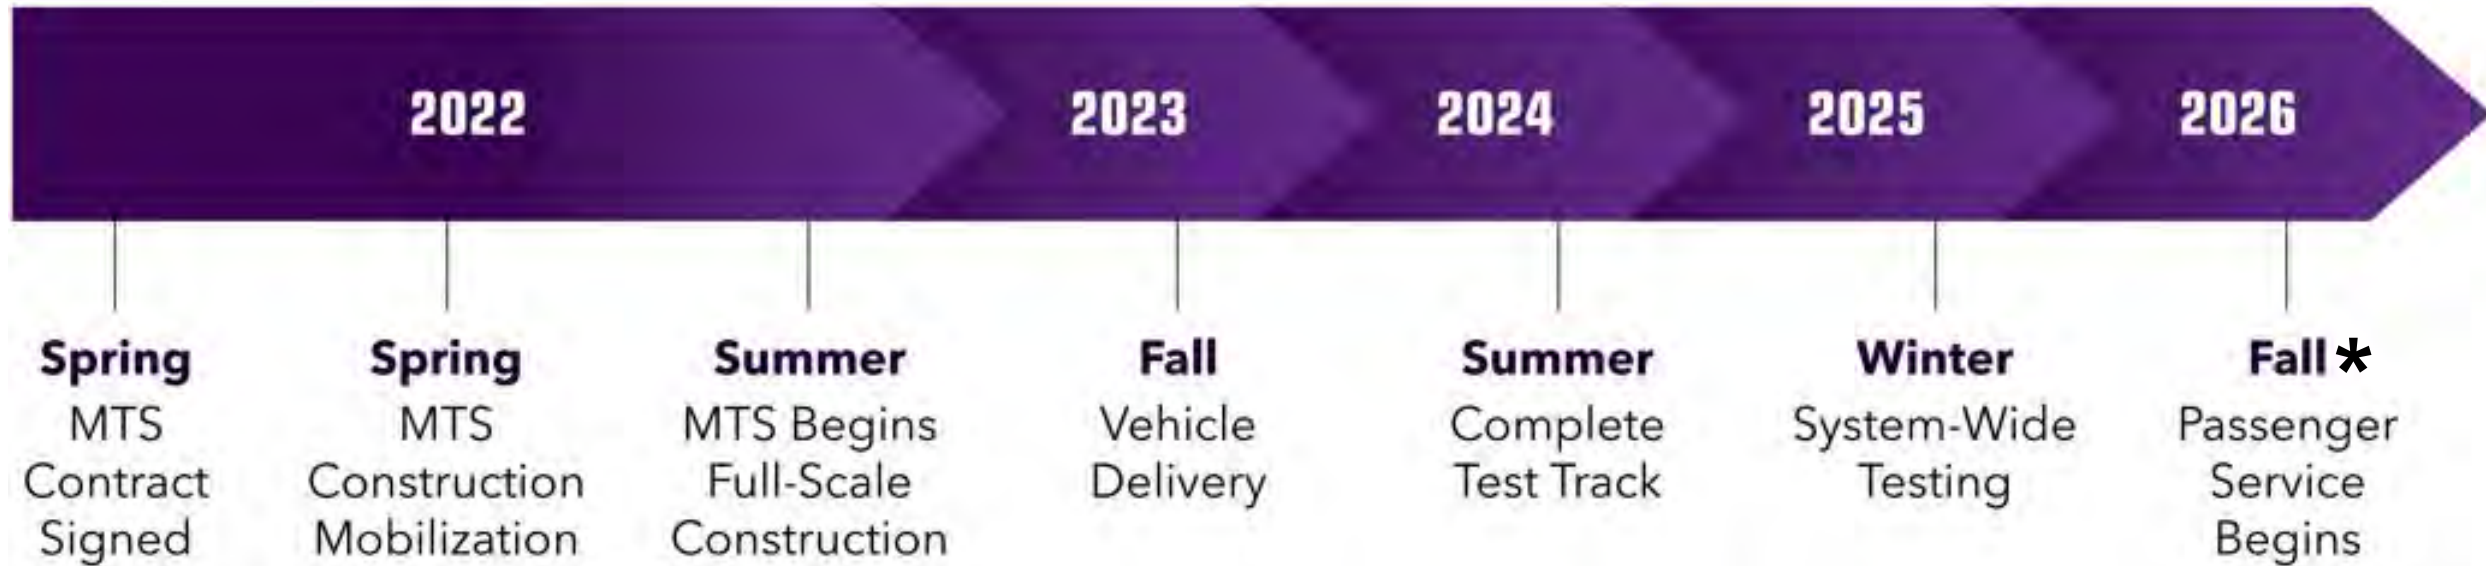 2022
2023
2024
2025
2026
Spring
MTS
Contract
Signed
Spring
MTS
Construction
Mobilization
Summer
MTS Begins
Full-Scale
Construction
Fall
Vehicle
Delivery
Summer
Complete
Test Track
Winter
System-Wide
Testing
Fall *
Passenger
Service
Begins